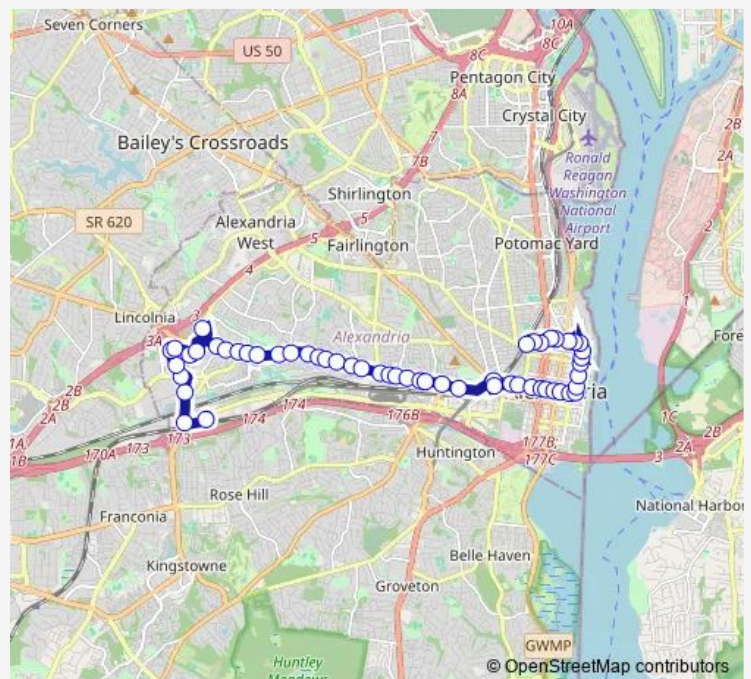 Seven Corners
US 50
10A
8C
8C
Pentagon City
8A
Crystal City
2B
Bailey's Crossroads
7
7B
2A
Ronald
Reagan
Washington
National
Airport
Shirlington
SR 620
Alexandria
West
5
5
2
Fairlington
Potomac Yard
4
1
Lincolnia
3
3A
Alexandria
Fore
2B
2B
2A
174
174
176B
1C
1A
1B
170A
173
173
177B;
177C
3
2A
2B
Huntington
Rose Hill
National Harbor
Franconia
Belle Haven
Kingstowne
Groveton
GWMP
Huntley
Meadows
© OpenStreetMap contributors